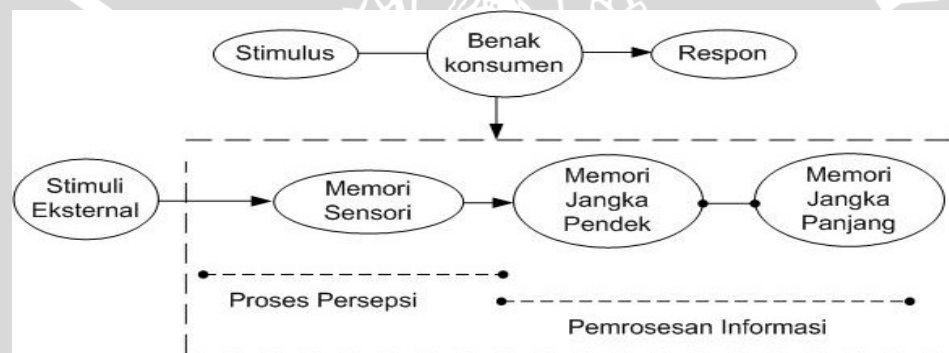 Stimulus
Benak
konsumen
Respon
Stimuli
Eksternal
Memori
Sensori
Memori
Jangka
Pendek
Memori
Jangka
Panjang
Proses Persepsi
Pemrosesan Informasi